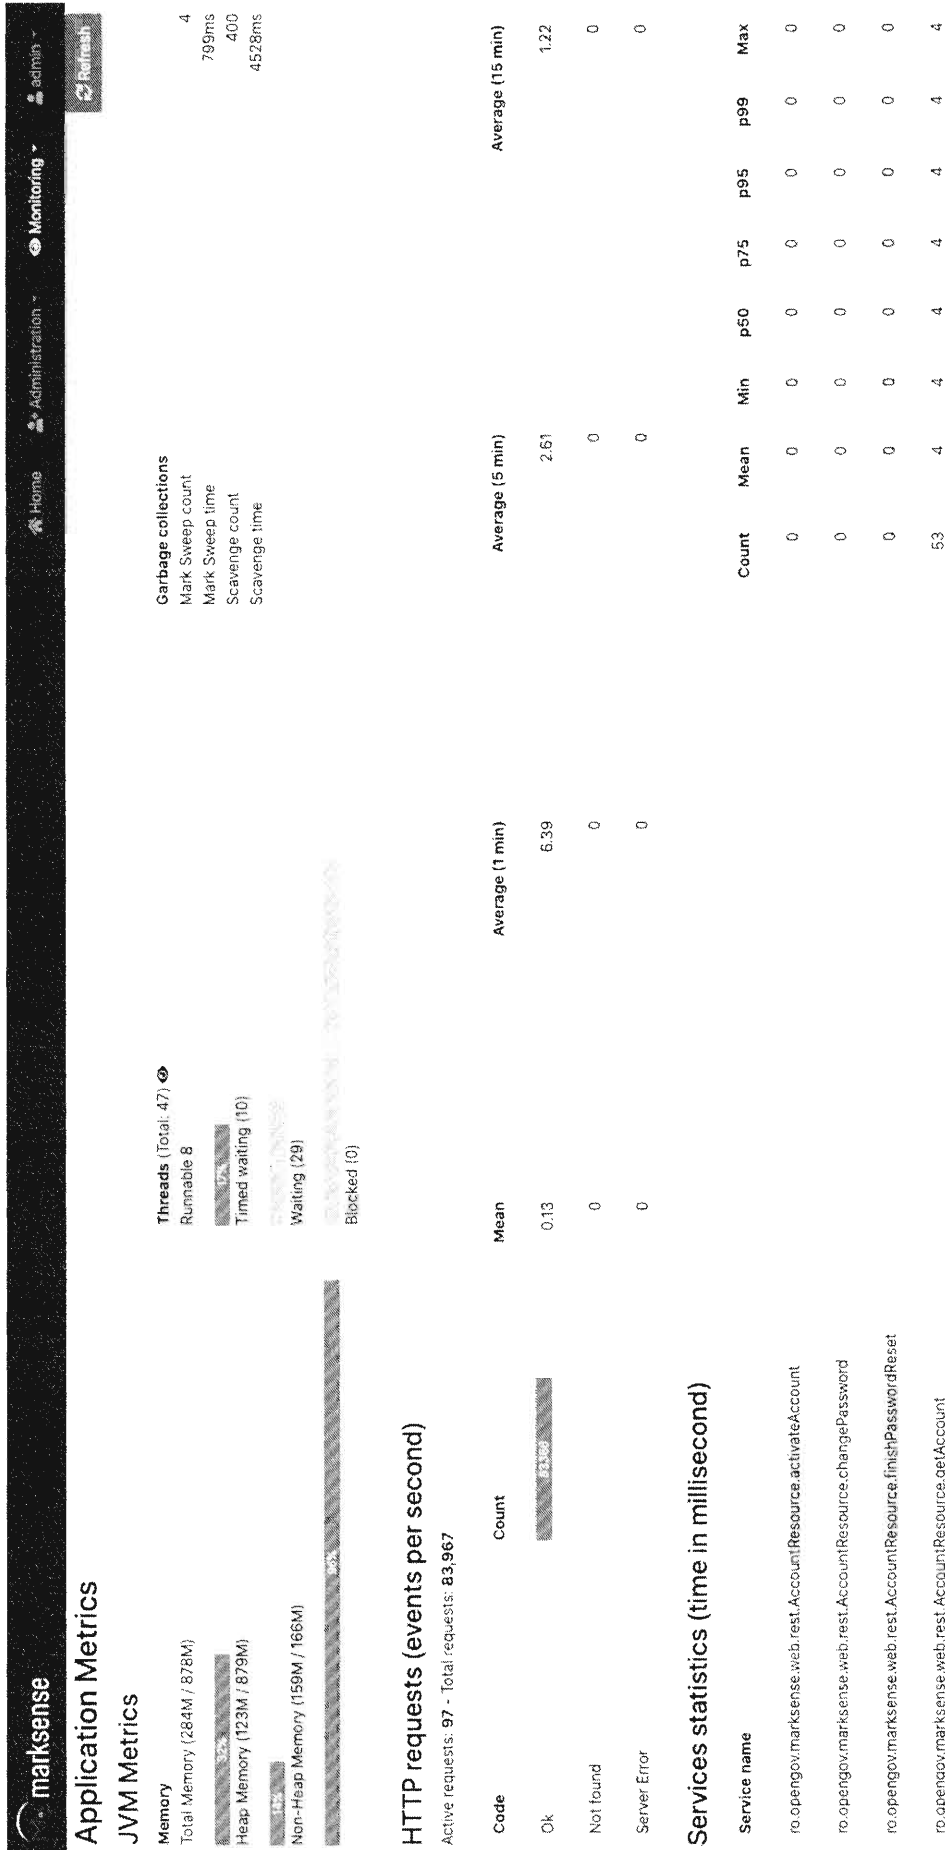 marksense Home Administration Monitoring admin
Application Metrics
Refresh
JVM Metrics
Memory
Total Memory (284M / 878M)
32%
Heap Memory (123M / 879M)
Non-Heap Memory (159M / 166M)
96%
Threads (Total: 47)
Runnable 8
17%
Timed waiting (10)
Waiting (29)
Blocked (0)
Garbage collections
Mark Sweep count 4
Mark Sweep time 799ms
Scavenge count 400
Scavenge time 4528ms
HTTP requests (events per second)
Active requests: 97 - Total requests: 83,967
Code Count Mean Average (1 min) Average (5 min) Average (15 min)
Ok 0.13 6.39 2.61 1.22
Not found 0 0 0 0
Server Error 0 0 0 0
Services statistics (time in millisecond)
Service name Count Mean Min p50 p75 p95 p99 Max
ro.opengov.marksense.web.rest.AccountResource.activateAccount 0 0 0 0 0 0 0 0
ro.opengov.marksense.web.rest.AccountResource.changePassword 0 0 0 0 0 0 0 0
ro.opengov.marksense.web.rest.AccountResource.finishPasswordReset 0 0 0 0 0 0 0 0
ro.opengov.marksense.web.rest.AccountResource.getAccount 53 4 4 4 4 4 4 4